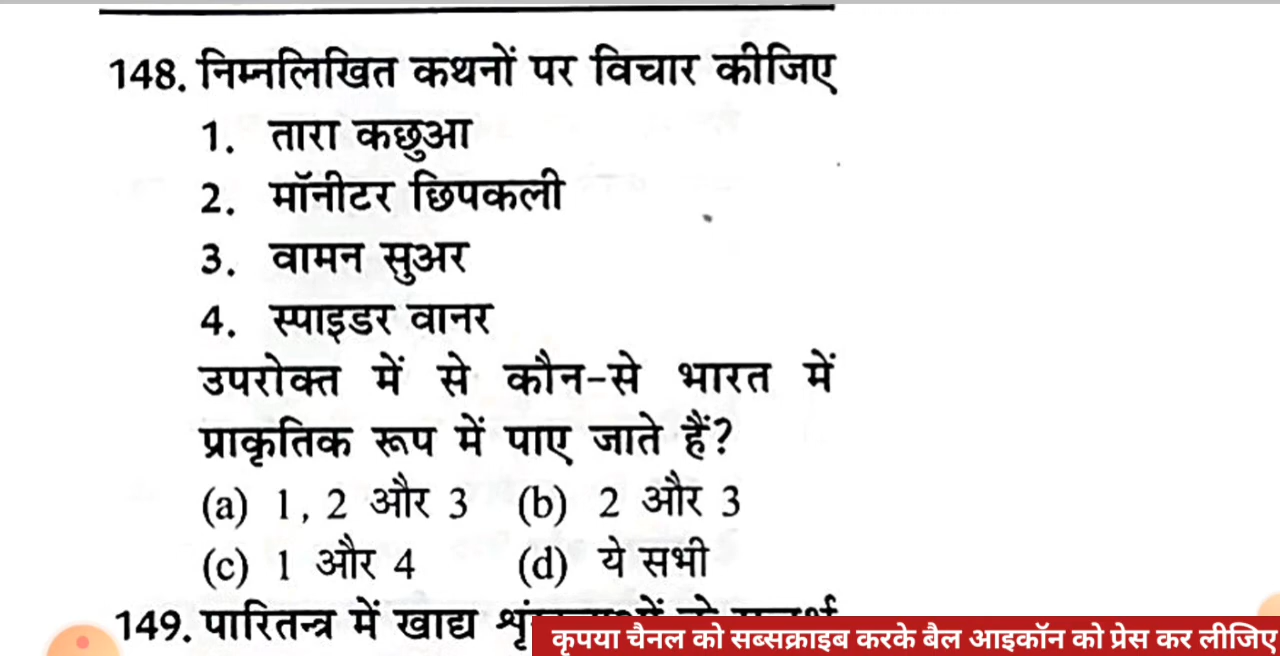 148. निम्नलिखित कथनों पर विचार कीजिए
1. तारा कछुआ
2. मॉनीटर छिपकली
3. वामन सुअर
4. स्पाइडर वानर
उपरोक्त में से कौन-से भारत में
प्राकृतिक रूप में पाए जाते हैं?
(a) 1, 2 और 3 (b) 2 और 3
(c) 1 और 4 (d) ये सभी
149. पारितन्त्र में खाद्य
कृपया चैनल को सब्सक्राइब करके बैल आइकॉन को प्रेस कर लीजिए